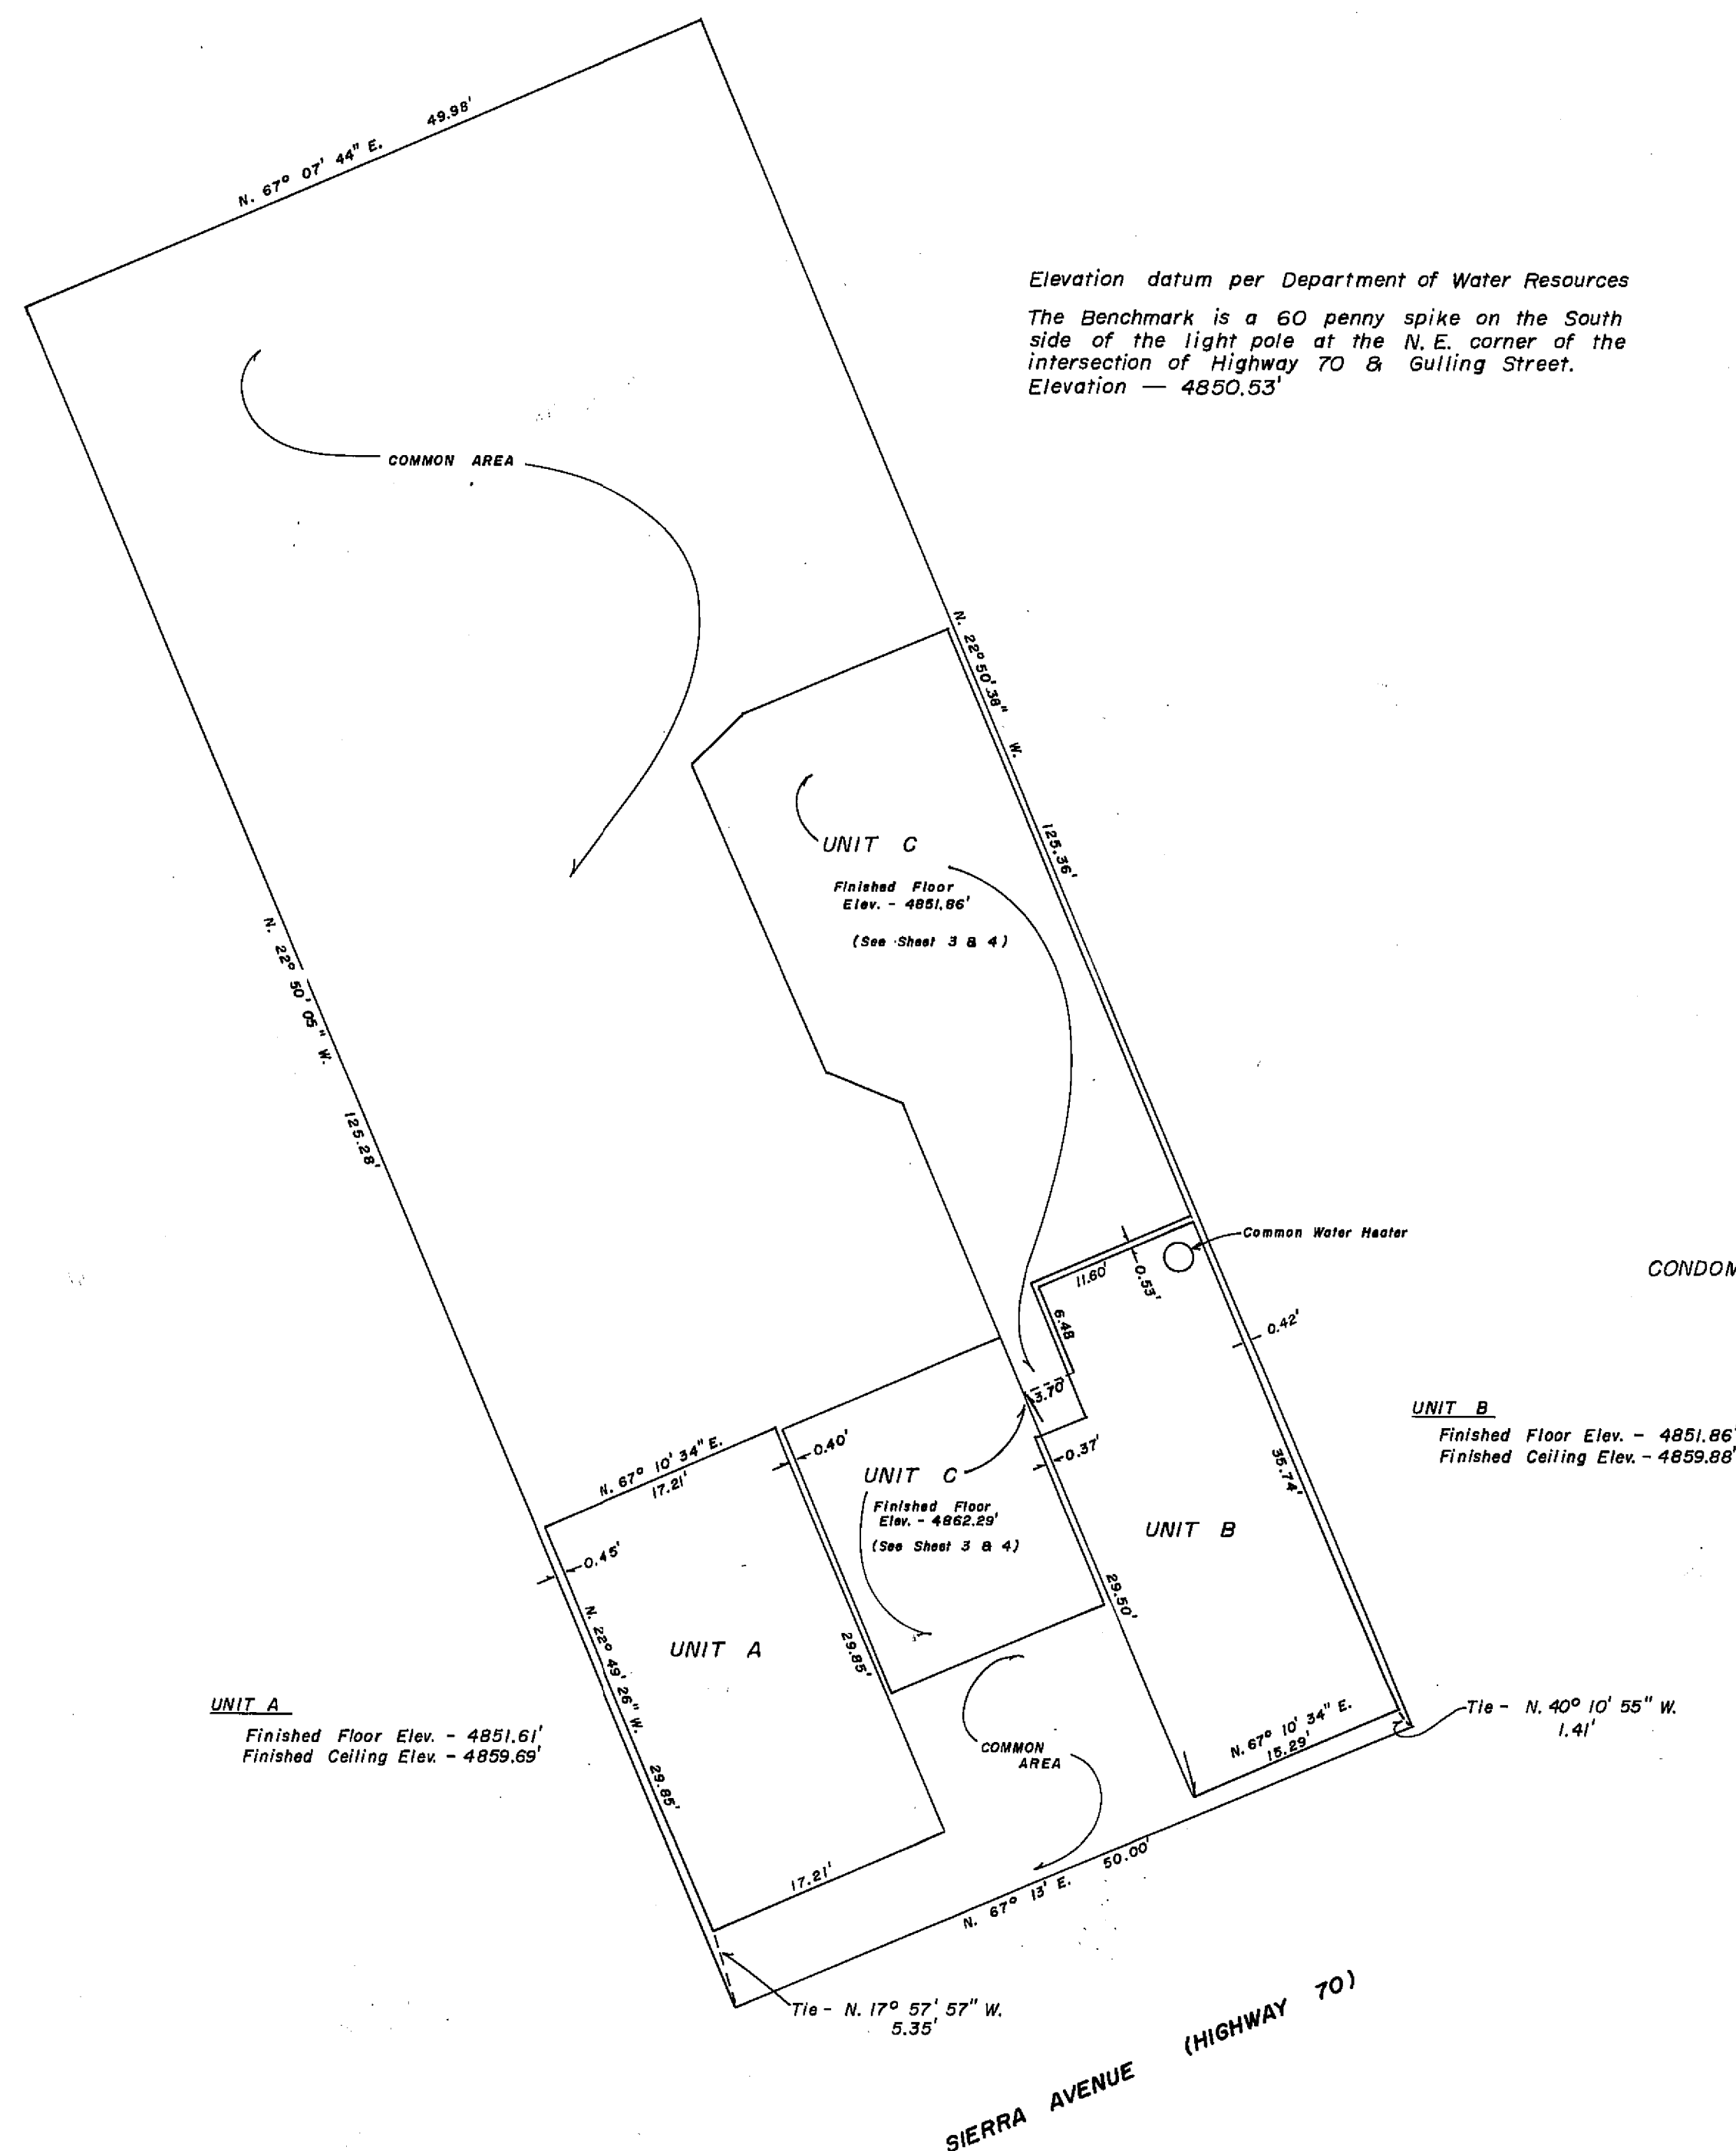 49.98'
N. 67° 07' 44" E.
Elevation datum per Department of Water Resources
The Benchmark is a 60 penny spike on the South
side of the light pole at the N.E. corner of the
intersection of Highway 70 & Gulling Street.
Elevation — 4850.53'
COMMON AREA
N. 22° 50' 38" W.
125.36'
UNIT C
Finished Floor
Elev. - 4851.86'
(See Sheet 3 & 4)
N. 22° 50' 05" W.
125.28'
Common Water Heater
11.60'
0.53'
CONDOM
6.48
0.42'
3.70'
UNIT B
Finished Floor Elev. - 4851.86'
Finished Ceiling Elev. - 4859.88'
N. 67° 10' 34" E.
17.21'
0.40'
0.37'
35.74'
UNIT C
Finished Floor
Elev. - 4862.29'
(See Sheet 3 & 4)
UNIT B
0.45'
29.50'
N. 22° 49' 26" W.
29.85'
UNIT A
29.85'
UNIT A
Finished Floor Elev. - 4851.61'
Finished Ceiling Elev. - 4859.69'
COMMON
AREA
N. 67° 10' 34" E.
15.29'
Tie - N. 40° 10' 55" W.
1.41'
17.21'
N. 67° 13' E.
50.00'
Tie - N. 17° 57' 57" W.
5.35'
SIERRA AVENUE (HIGHWAY 70)